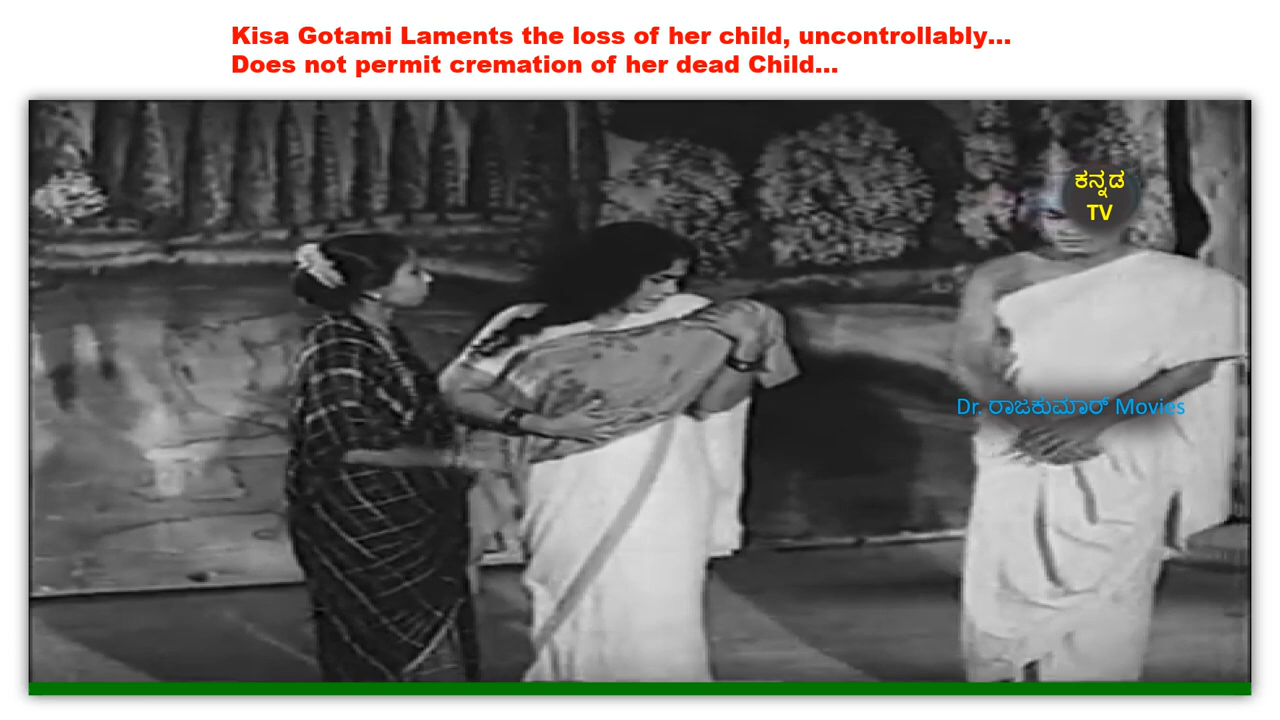 Kisa Gotami Laments the loss of her child, uncontrollably...
Does not permit cremation of her dead Child...
ಕನ್ನಡ
TV
Dr. ರಾಜಕುಮಾರ್ Movies